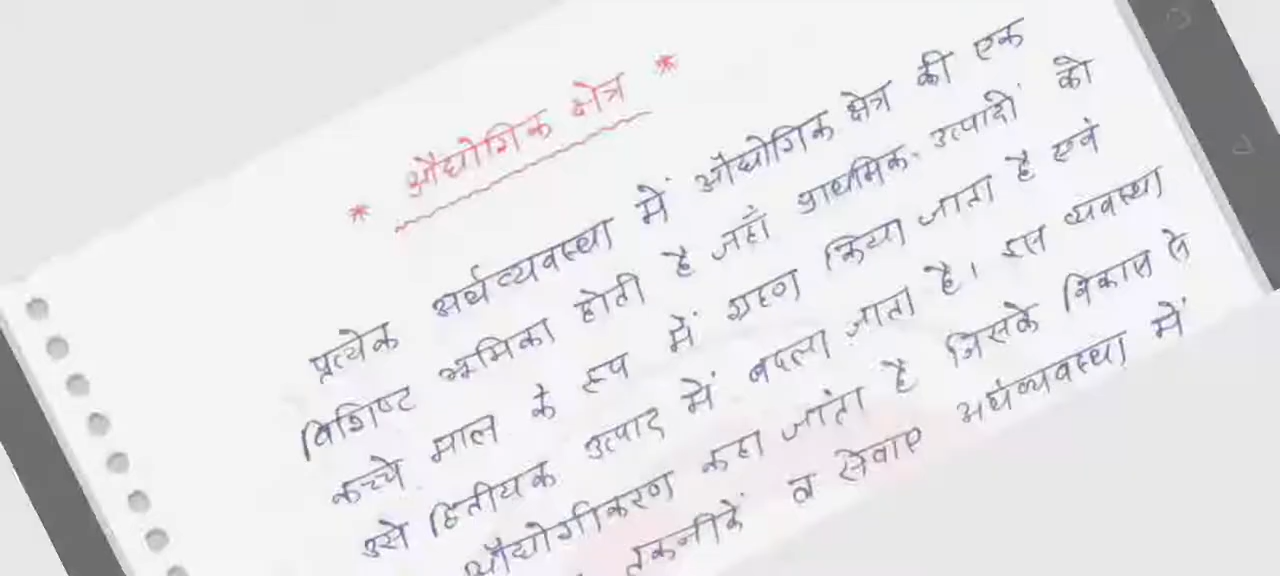 * औद्योगिक क्षेत्र *
प्रत्येक अर्थव्यवस्था में औद्योगिक क्षेत्र की एक
विशिष्ट भूमिका होती है जहाँ प्राथमिक उत्पादों को
कच्चे माल के रूप में ग्रहण किया जाता है एवं
उसे द्वितीयक उत्पाद में बदला जाता है। इस व्यवस्था
औद्योगीकरण कहा जाता है जिसके विकास से
तकनीकें व सेवाए अर्थव्यवस्था में